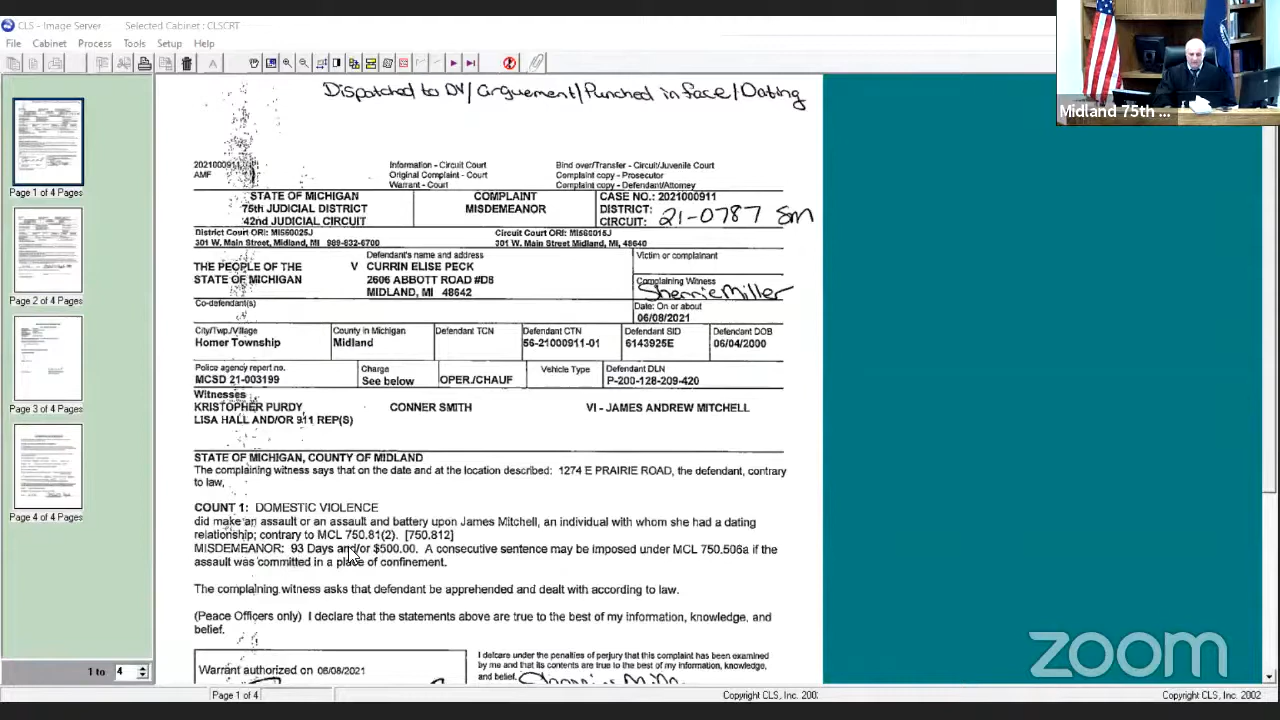 CLS - Image Server Selected Cabinet : CLSCRT
File Cabinet Process Tools Setup Help
Midland 75th ...
Dispatched to DV/ Arguement/Punched in face/Dating
2021000911
AMF
Information - Circuit Court
Original Complaint - Court
Warrant - Court
Bind over/Transfer - Circuit/Juvenile Court
Complaint copy - Prosecutor
Complaint copy - Defendant/Attorney
STATE OF MICHIGAN
75th JUDICIAL DISTRICT
42nd JUDICIAL CIRCUIT
COMPLAINT
MISDEMEANOR
CASE NO.: 2021000911
DISTRICT: 21-0787 SM
CIRCUIT:
District Court ORI: MI560025J
301 W. Main Street, Midland, MI 989-832-6700
Circuit Court ORI: MI560015J
301 W. Main Street Midland, MI, 48640
THE PEOPLE OF THE
STATE OF MICHIGAN
V
Defendant's name and address
CURRIN ELISE PECK
2606 ABBOTT ROAD #D8
MIDLAND, MI 48642
Victim or complainant
Complaining Witness
Sherrie Miller
Co-defendant(s)
Date: On or about
06/08/2021
City/Twp./Village
Homer Township
County in Michigan
Midland
Defendant TCN
Defendant CTN
56-21000911-01
Defendant SID
6143925E
Defendant DOB
06/04/2000
Police agency report no.
MCSD 21-003199
Charge
See below
OPER./CHAUF
Vehicle Type
Defendant DLN
P-200-128-209-420
Witnesses
KRISTOPHER PURDY CONNER SMITH VI - JAMES ANDREW MITCHELL
LISA HALL AND/OR 911 REP(S)
STATE OF MICHIGAN, COUNTY OF MIDLAND
The complaining witness says that on the date and at the location described: 1274 E PRAIRIE ROAD, the defendant, contrary
to law,
COUNT 1: DOMESTIC VIOLENCE
did make an assault or an assault and battery upon James Mitchell, an individual with whom she had a dating
relationship; contrary to MCL 750.81(2). [750.812]
MISDEMEANOR: 93 Days and/or $500.00. A consecutive sentence may be imposed under MCL 750.506a if the
assault was committed in a place of confinement.
The complaining witness asks that defendant be apprehended and dealt with according to law.
(Peace Officers only) I declare that the statements above are true to the best of my information, knowledge, and
belief.
Warrant authorized on 06/08/2021
I delcare under the penalties of perjury that this complaint has been examined
by me and that its contents are true to the best of my information, knowledge,
and belief.
Page 1 of 4 Pages
Page 2 of 4 Pages
Page 3 of 4 Pages
Page 4 of 4 Pages
1 to 4
Page 1 of 4
Copyright CLS, Inc. 200
Copyright CLS, Inc. 2002
zoom